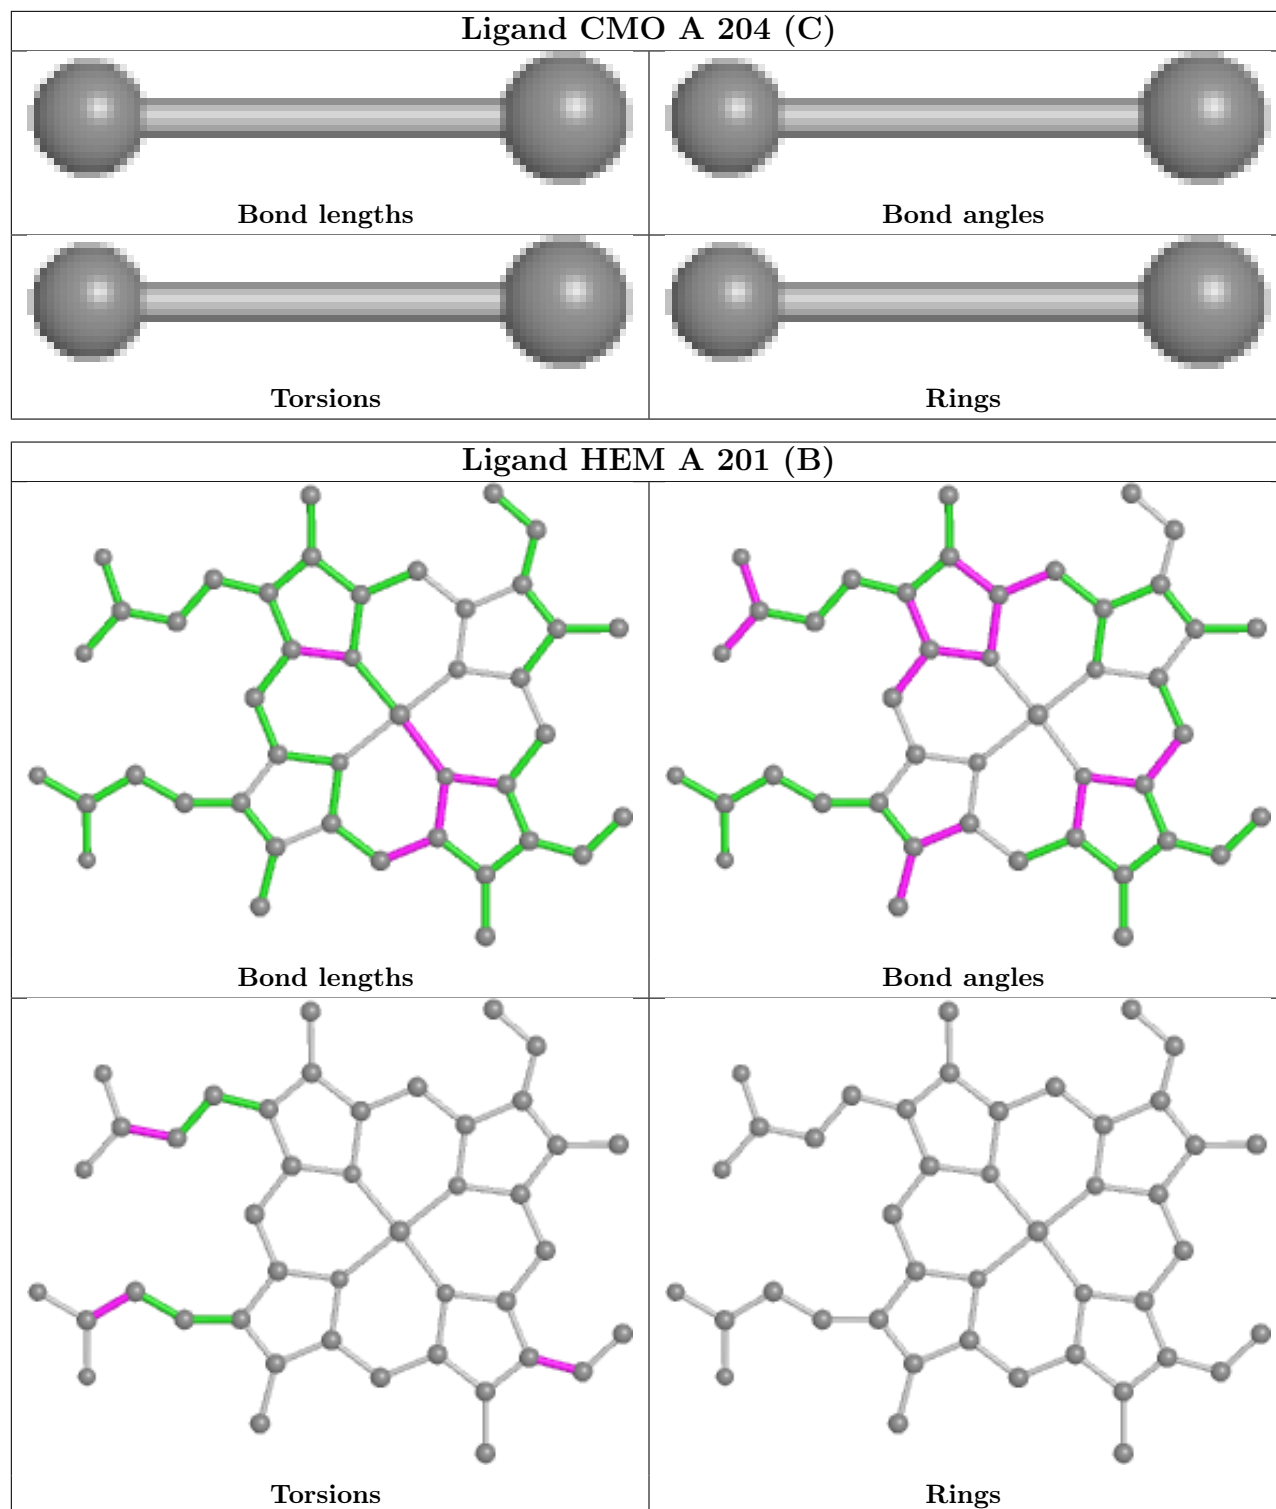 Ligand CMO A 204 (C)
Bond lengths
Bond angles
Torsions
Rings
Ligand HEM A 201 (B)
Bond lengths
Bond angles
Torsions
Rings